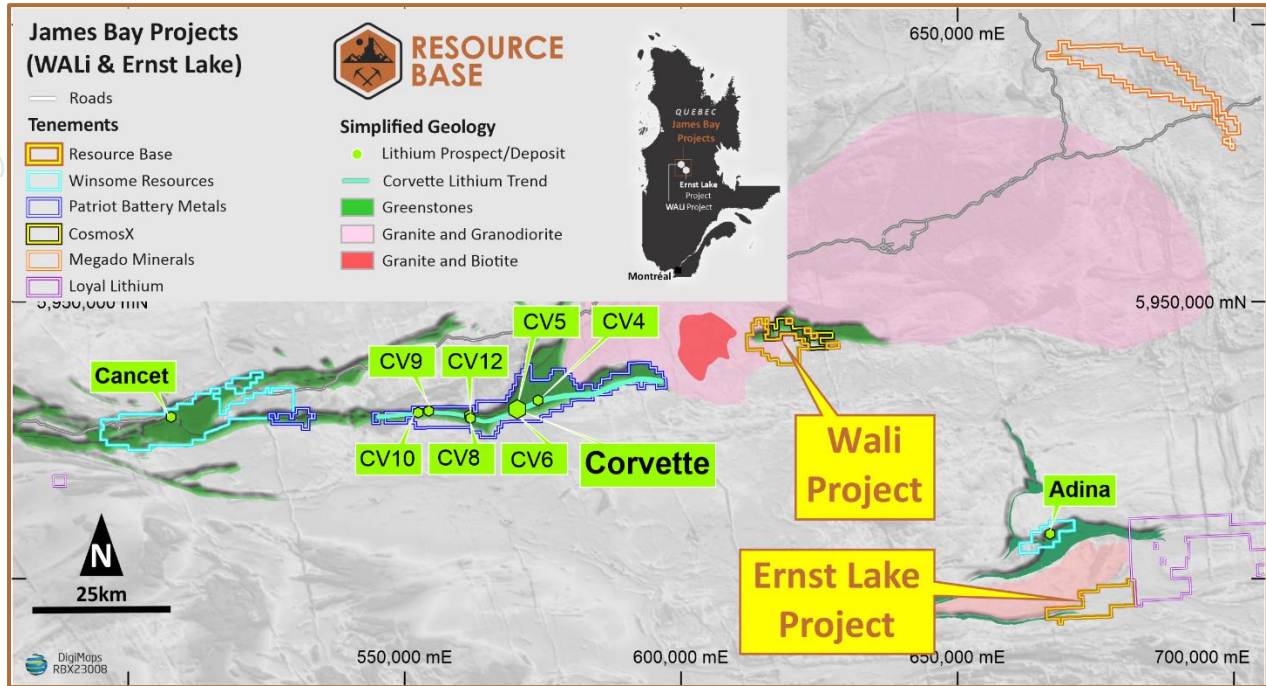 James Bay Projects
(WALi & Ernst Lake)
Roads
Tenements
Resource Base
Winsome Resources
Patriot Battery Metals
CosmosX
Megado Minerals
Loyal Lithium
RESOURCE
BASE
Simplified Geology
Lithium Prospect/Deposit
Corvette Lithium Trend
Greenstones
Granite and Granodiorite
Granite and Biotite
QUEBEC
James Bay
Projects
Ernst Lake
Project
WALi Project
Montréal
650,000 mE
5,950,000 mN
5,950,000 mN
CV5
CV4
CV9
CV12
Cancet
CV10
CV8
CV6
Corvette
Wali
Project
Adina
Ernst Lake
Project
N
25km
DigiMaps
RBX23008
550,000 mE
600,000 mE
650,000 mE
700,000 mE